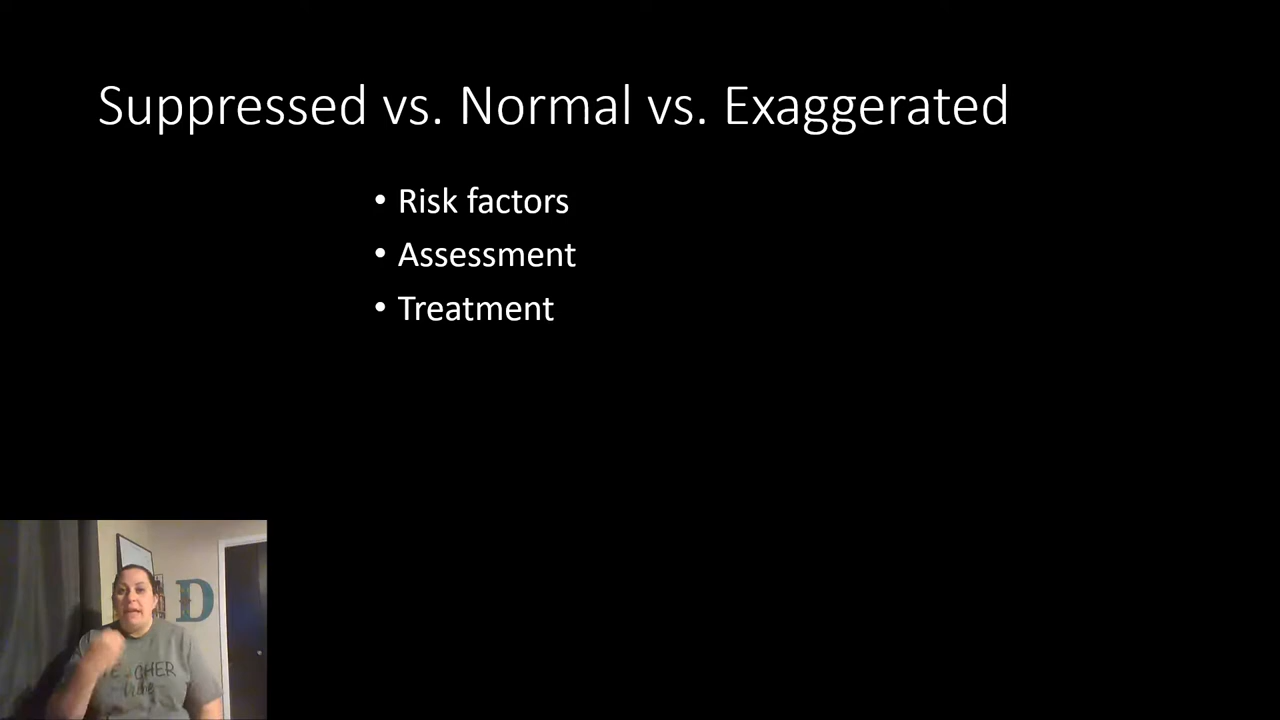 Suppressed vs. Normal vs. Exaggerated
• Risk factors
• Assessment
• Treatment
D